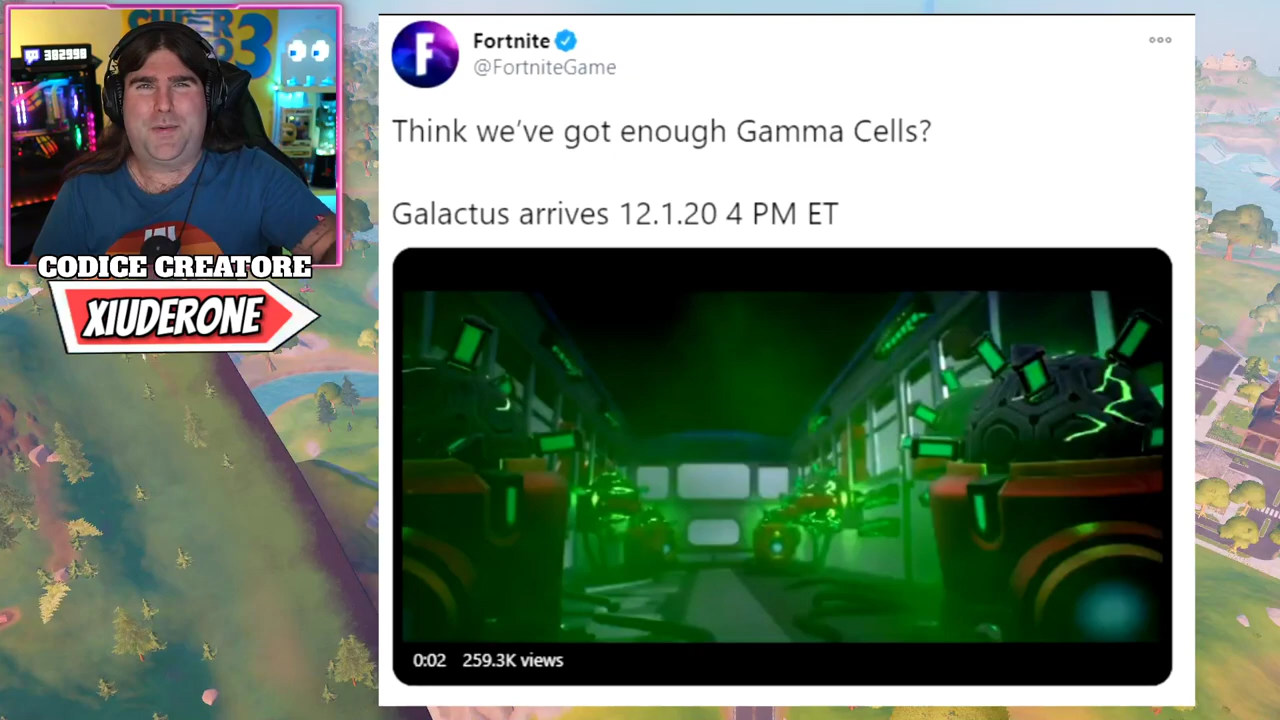 302998
CODICE CREATORE
XIUDERONE
F
Fortnite
@FortniteGame
Think we've got enough Gamma Cells?
Galactus arrives 12.1.20 4 PM ET
0:02 259.3K views